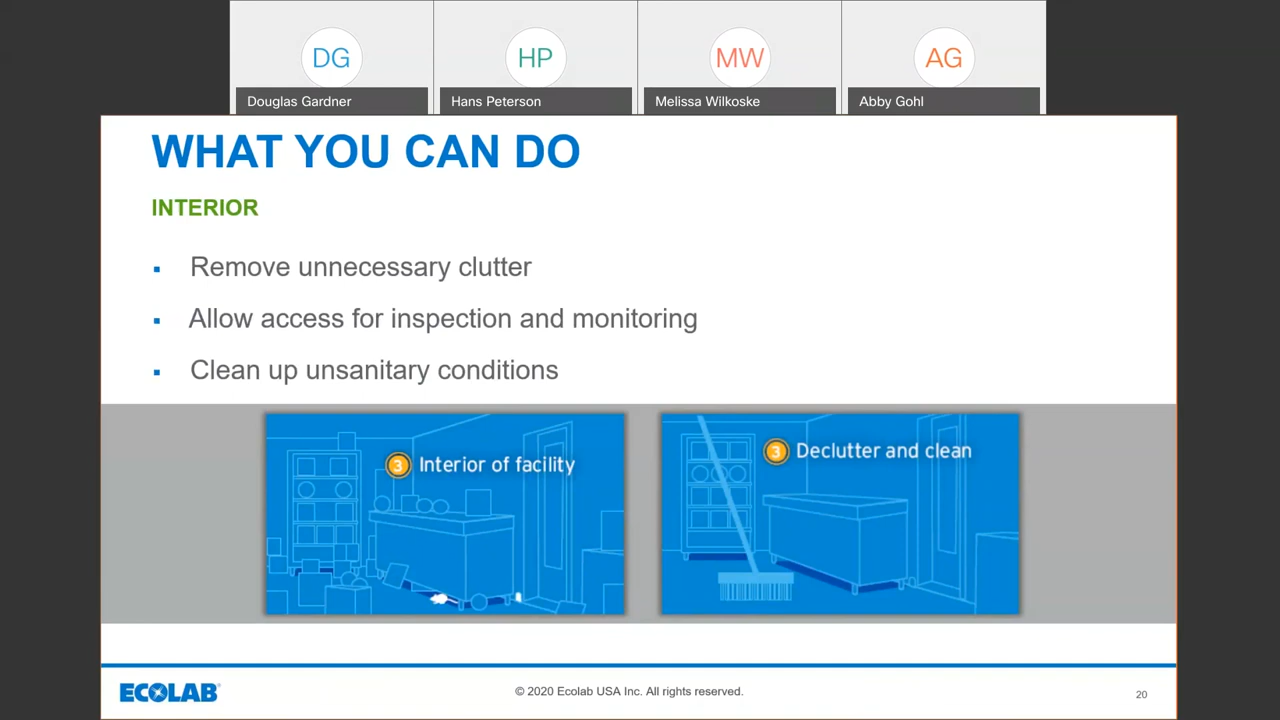 DG
HP
MW
AG
Douglas Gardner
Hans Peterson
Melissa Wilkoske
Abby Gohl
WHAT YOU CAN DO
INTERIOR
▪ Remove unnecessary clutter
▪ Allow access for inspection and monitoring
▪ Clean up unsanitary conditions
3 Interior of facility
3 Declutter and clean
ECOLAB®
© 2020 Ecolab USA Inc. All rights reserved.
20